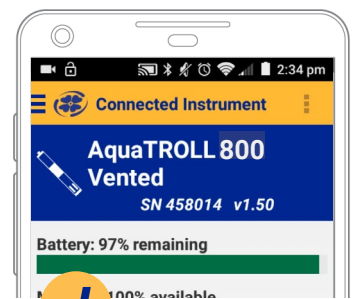 2:34 pm
Connected Instrument
AquaTROLL 800
Vented
SN 458014 v1.50
Battery: 97% remaining
100% available